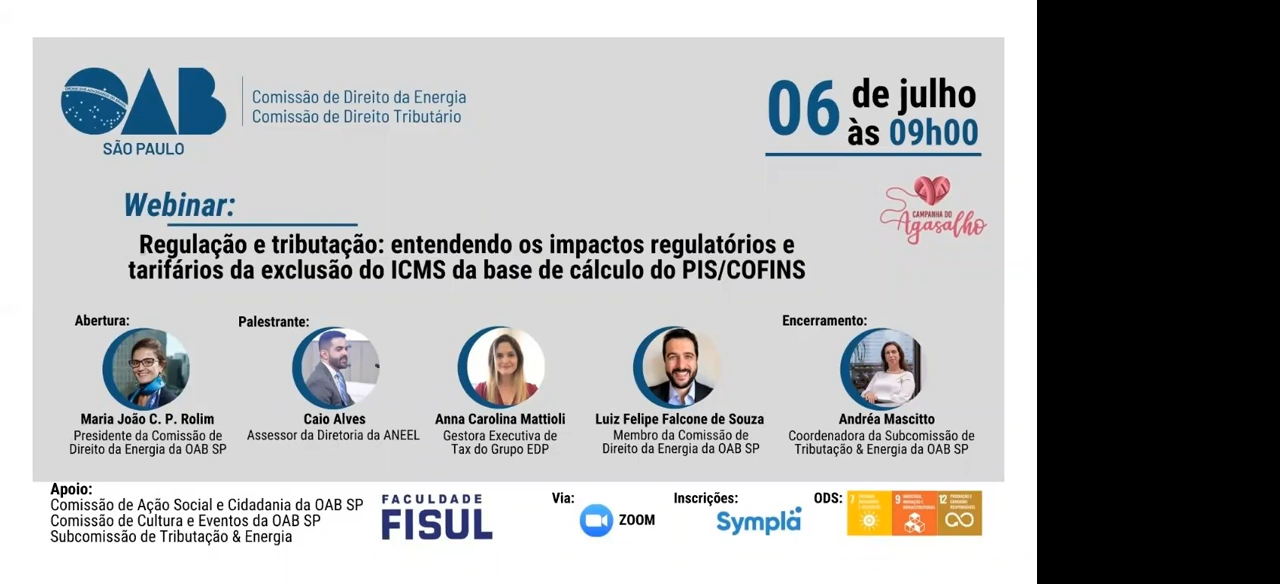 OAB
SÃO PAULO
Comissão de Direito da Energia
Comissão de Direito Tributário
06 de julho
às 09h00
CAMPANHA DO
Agasalho
Webinar:
Regulação e tributação: entendendo os impactos regulatórios e
tarifários da exclusão do ICMS da base de cálculo do PIS/COFINS
Abertura:
Maria João C. P. Rolim
Presidente da Comissão de
Direito da Energia da OAB SP
Palestrante:
Caio Alves
Assessor da Diretoria da ANEEL
Anna Carolina Mattioli
Gestora Executiva de
Tax do Grupo EDP
Luiz Felipe Falcone de Souza
Membro da Comissão de
Direito da Energia da OAB SP
Encerramento:
Andréa Mascitto
Coordenadora da Subcomissão de
Tributação & Energia da OAB SP
Apoio:
Comissão de Ação Social e Cidadania da OAB SP
Comissão de Cultura e Eventos da OAB SP
Subcomissão de Tributação & Energia
FACULDADE
FISUL
Via:
ZOOM
Inscrições:
Sympla
ODS:
7
9
12